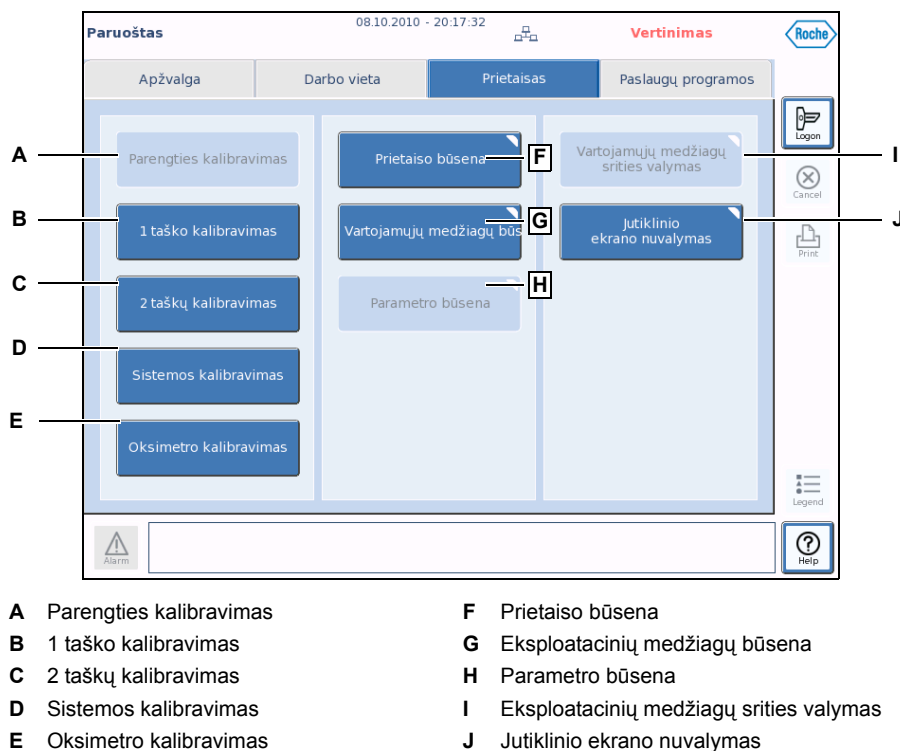 Paruoštas
08.10.2010 - 20:17:32
Vertinimas
Roche
Apžvalga
Darbo vieta
Prietaisas
Paslaugų programos
Logon
Cancel
Print
Legend
Help
A
Parengties kalibravimas
B
1 taško kalibravimas
C
2 taškų kalibravimas
D
Sistemos kalibravimas
E
Oksimetro kalibravimas
Prietaiso būsena
F
Vartojamųjų medžiagų būs
G
Parametro būsena
H
Vartojamųjų medžiagų
srities valymas
I
Jutiklinio
ekrano nuvalymas
J
Alarm
A Parengties kalibravimas
B 1 taško kalibravimas
C 2 taškų kalibravimas
D Sistemos kalibravimas
E Oksimetro kalibravimas
F Prietaiso būsena
G Eksploatacinių medžiagų būsena
H Parametro būsena
I Eksploatacinių medžiagų srities valymas
J Jutiklinio ekrano nuvalymas